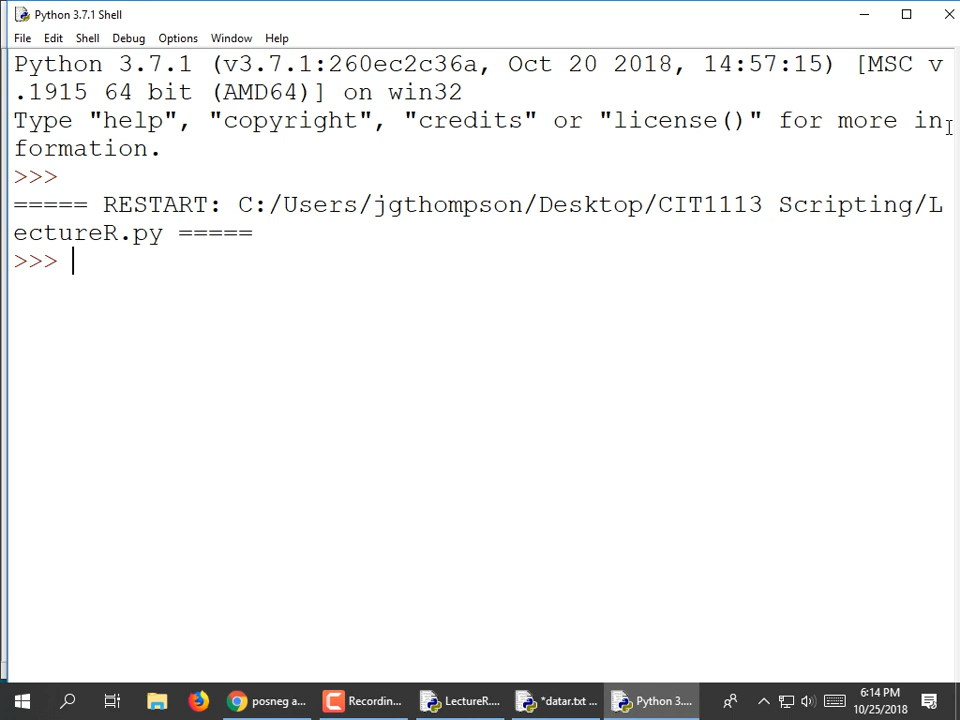 Python 3.7.1 Shell
File Edit Shell Debug Options Window Help
Python 3.7.1 (v3.7.1:260ec2c36a, Oct 20 2018, 14:57:15) [MSC v
.1915 64 bit (AMD64)] on win32
Type "help", "copyright", "credits" or "license()" for more in
formation.
>>>
===== RESTART: C:/Users/jgthompson/Desktop/CIT1113 Scripting/L
ectureR.py =====
>>>
posneg a... Recordin... LectureR.... *datar.txt ... Python 3.... 6:14 PM
10/25/2018